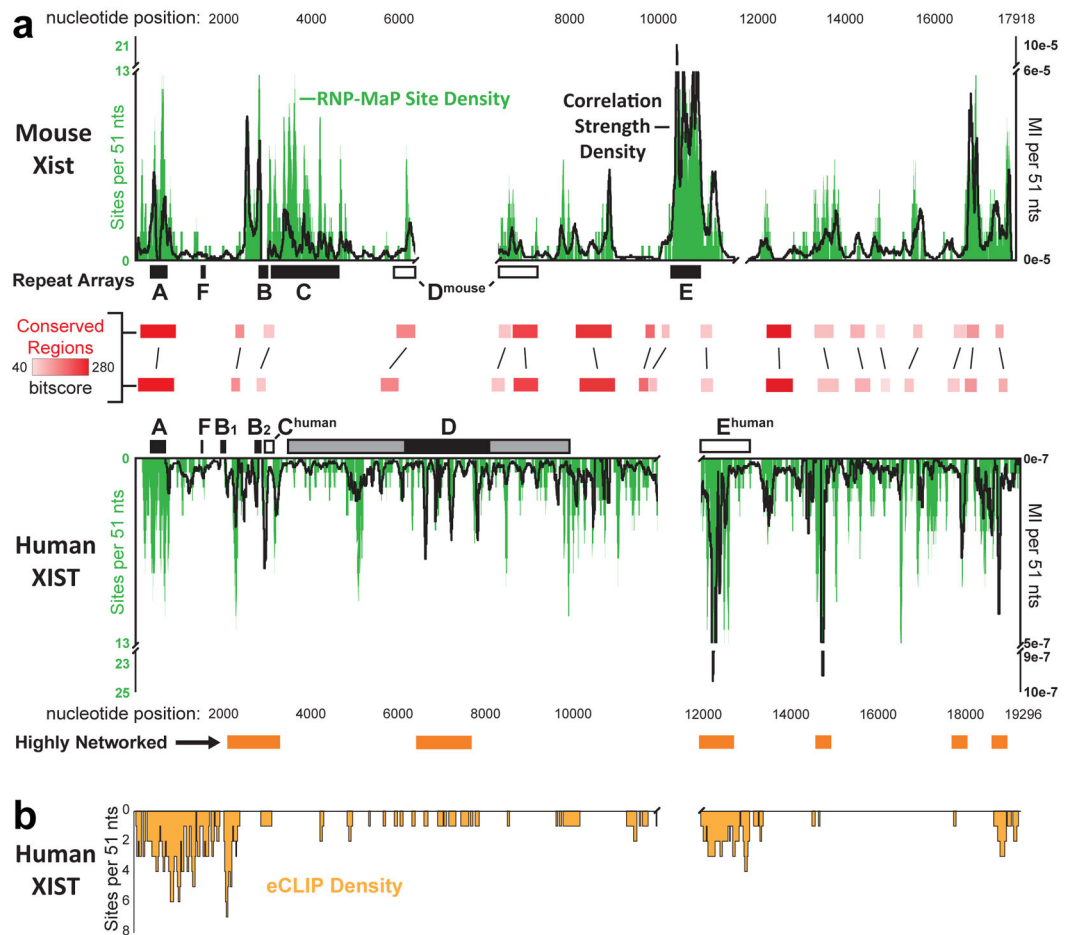 a
nucleotide position: 2000 4000 6000 8000 10000 12000 14000 16000 17918
21
13
0
Sites per 51 nts
Mouse
Xist
RNP-MaP Site Density
Correlation
Strength
Density
10e-5
6e-5
0e-5
MI per 51 nts
Repeat Arrays
A F B C Dmouse E
Conserved
Regions
40 280
bitscore
A F B1 B2 Chuman D Ehuman
Human
XIST
0
13
23
25
Sites per 51 nts
0e-7
5e-7
9e-7
10e-7
MI per 51 nts
nucleotide position: 2000 4000 6000 8000 10000 12000 14000 16000 18000 19296
Highly Networked
b
Human
XIST
0
2
4
6
8
Sites per 51 nts
eCLIP Density